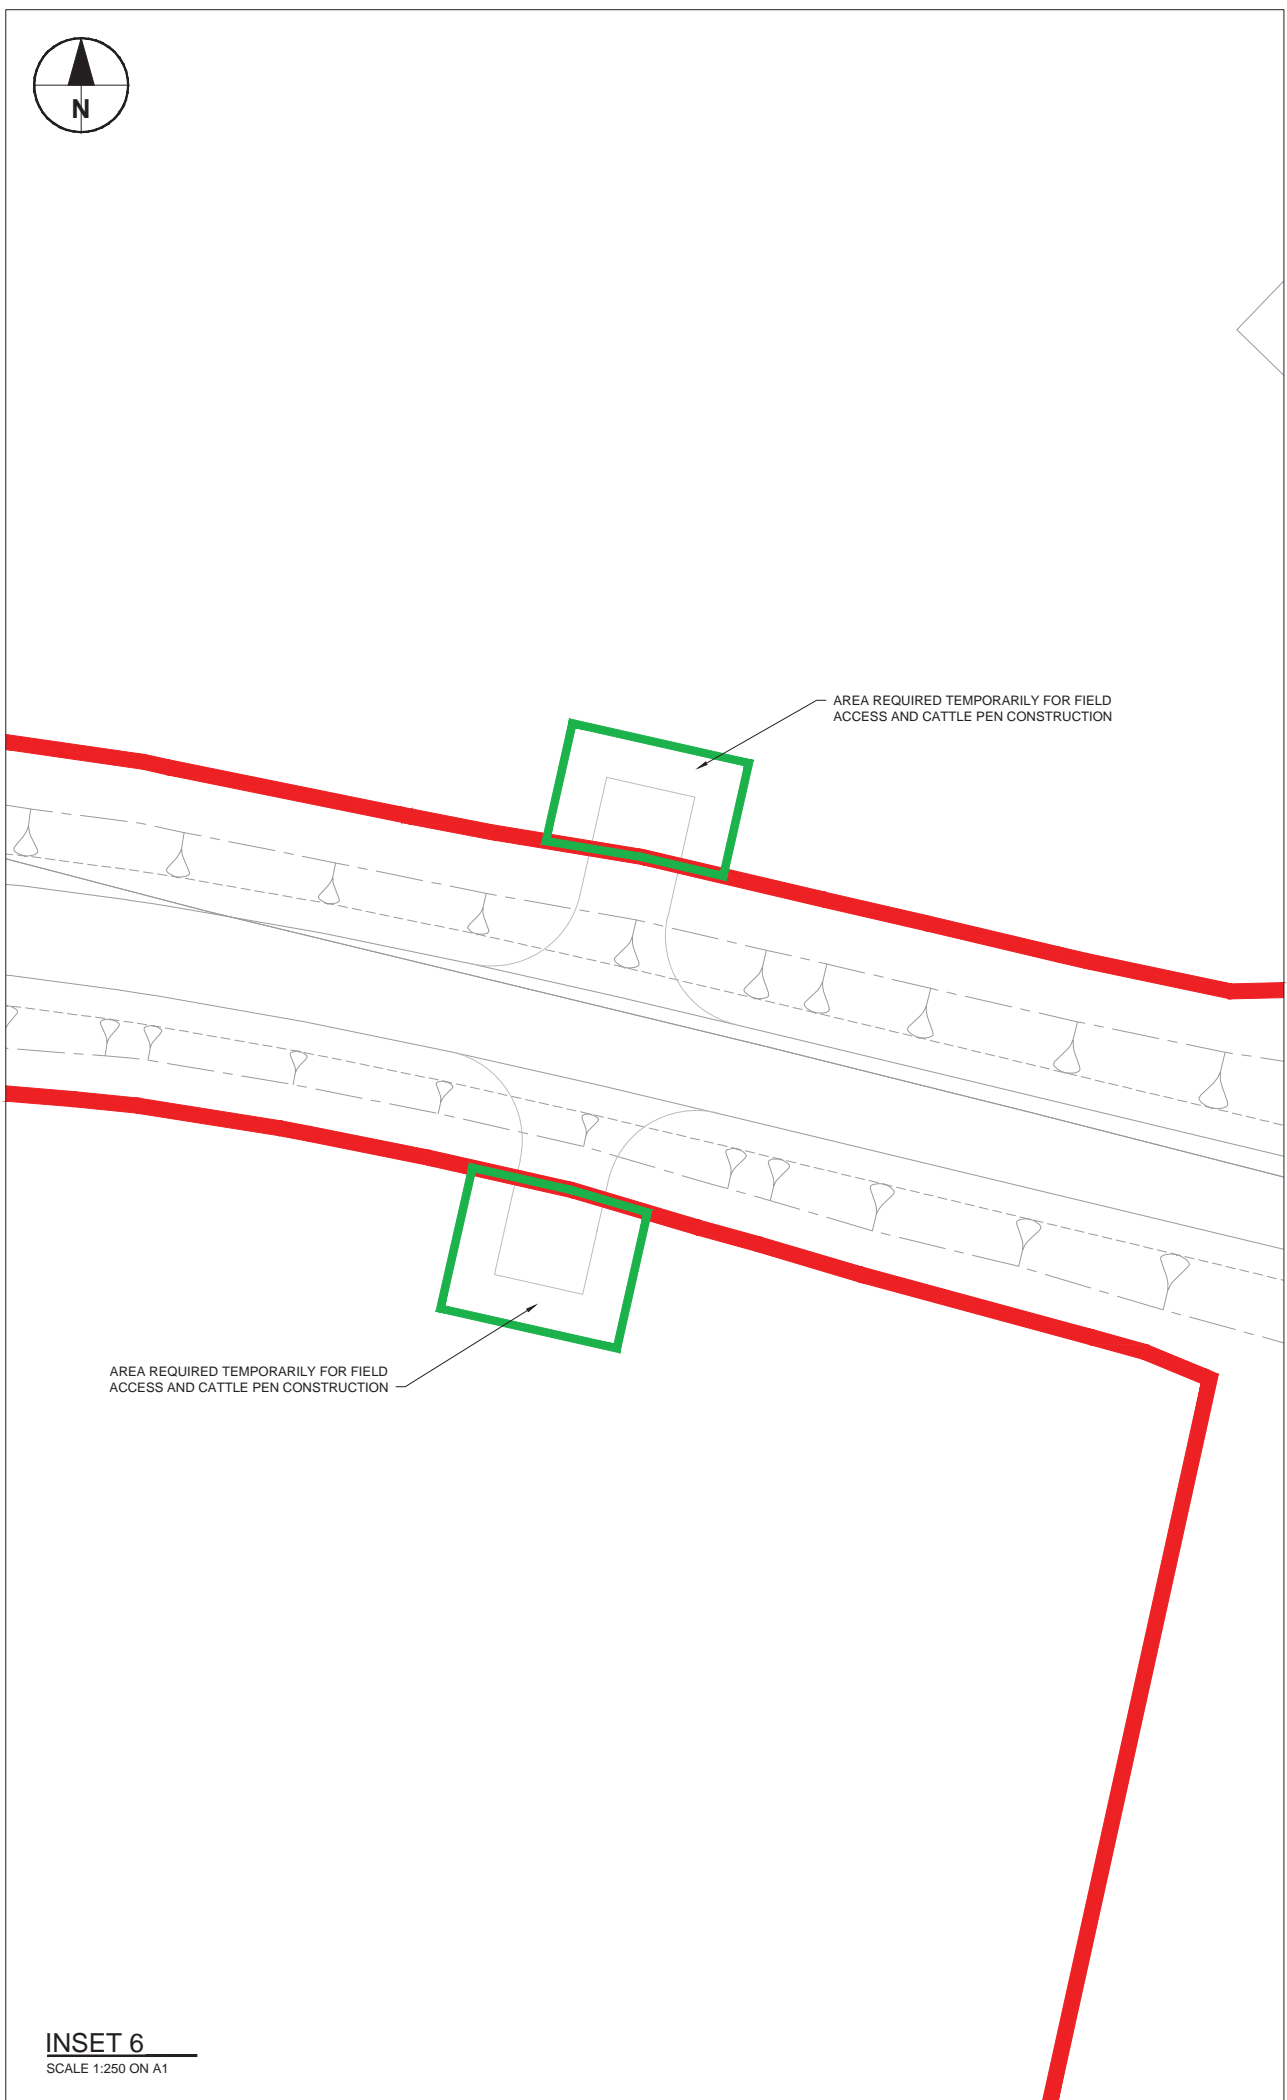 N
AREA REQUIRED TEMPORARILY FOR FIELD
ACCESS AND CATTLE PEN CONSTRUCTION
AREA REQUIRED TEMPORARILY FOR FIELD
ACCESS AND CATTLE PEN CONSTRUCTION
INSET 6
SCALE 1:250 ON A1